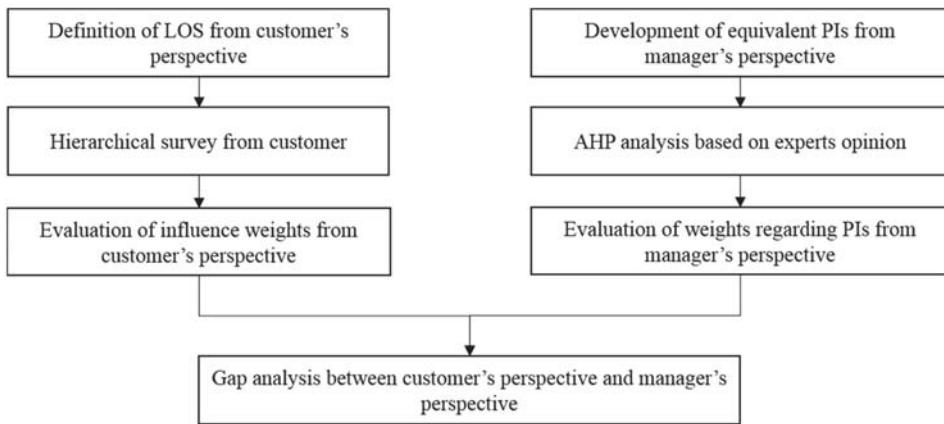 Definition of LOS from customer's
perspective
Development of equivalent PIs from
manager's perspective
Hierarchical survey from customer
AHP analysis based on experts opinion
Evaluation of influence weights from
customer's perspective
Evaluation of weights regarding PIs from
manager's perspective
Gap analysis between customer's perspective and manager's
perspective